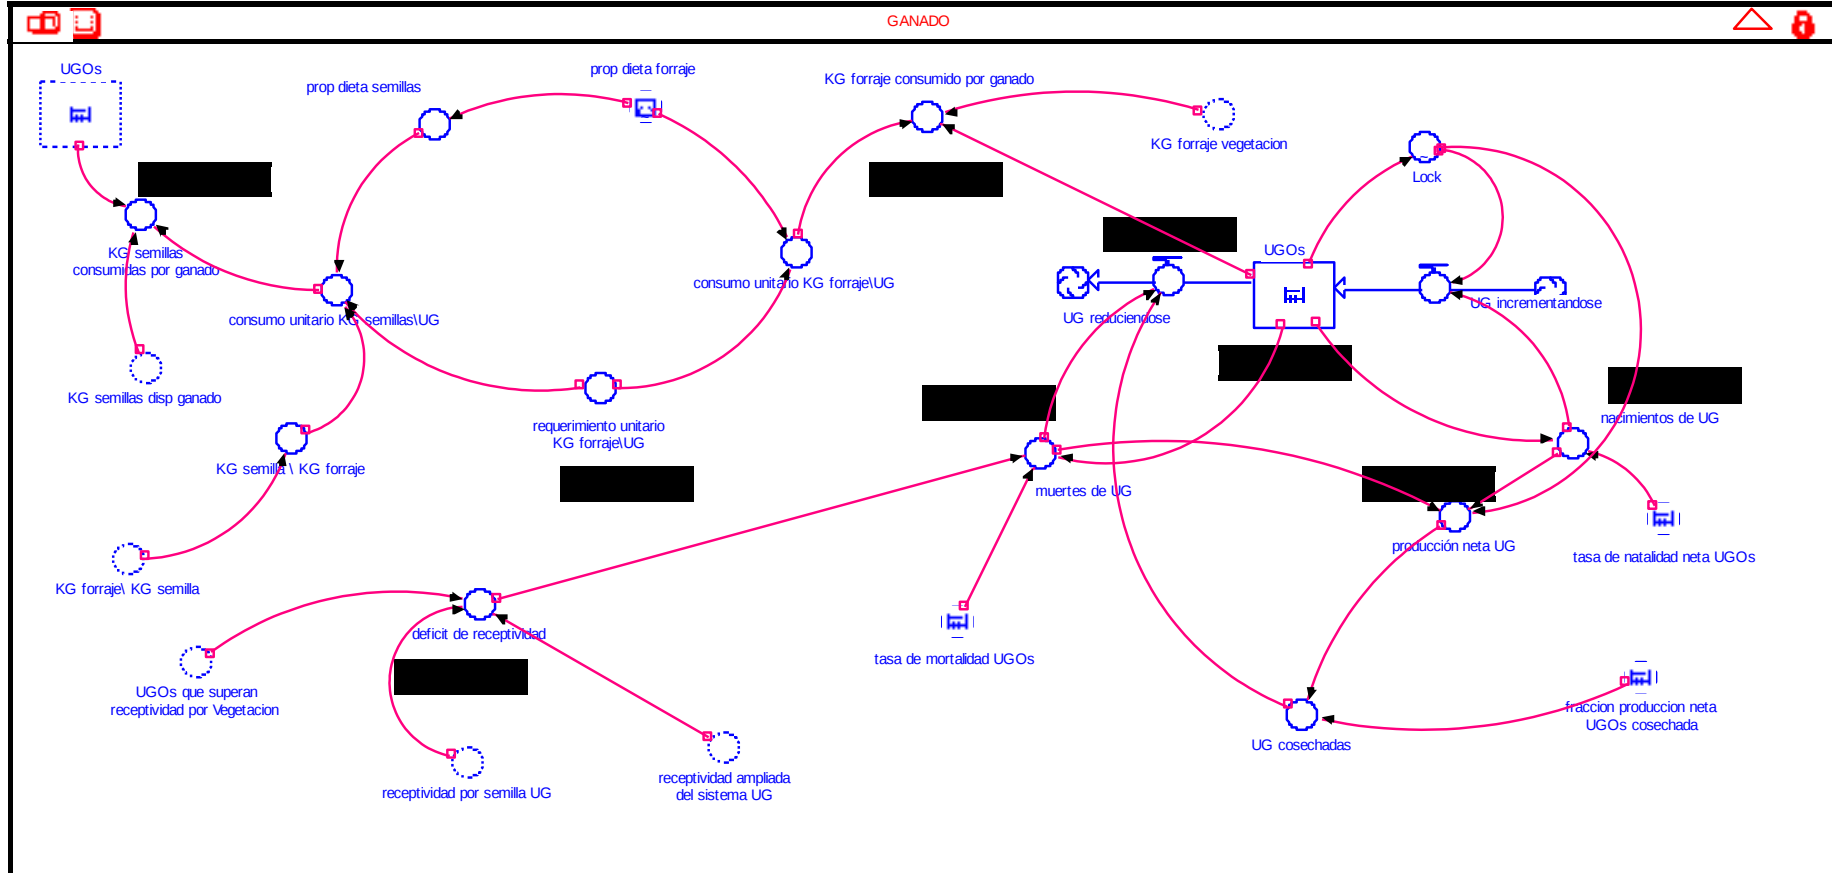 GANADO
UGOs
prop dieta semillas
prop dieta forraje
KG forraje consumido por ganado
KG forraje vegetacion
Lock
KG semillas
consumidas por ganado
UGOs
consumo unitario KG forraje\UG
UG reduciendose
UG incrementandose
consumo unitario KG semillas\UG
KG semillas disp ganado
requerimiento unitario
KG forraje\UG
nacimientos de UG
KG semilla \ KG forraje
muertes de UG
producción neta UG
tasa de natalidad neta UGOs
KG forraje\ KG semilla
deficit de receptividad
tasa de mortalidad UGOs
UGOs que superan
receptividad por Vegetacion
fraccion produccion neta
UGOs cosechada
UG cosechadas
receptividad por semilla UG
receptividad ampliada
del sistema UG